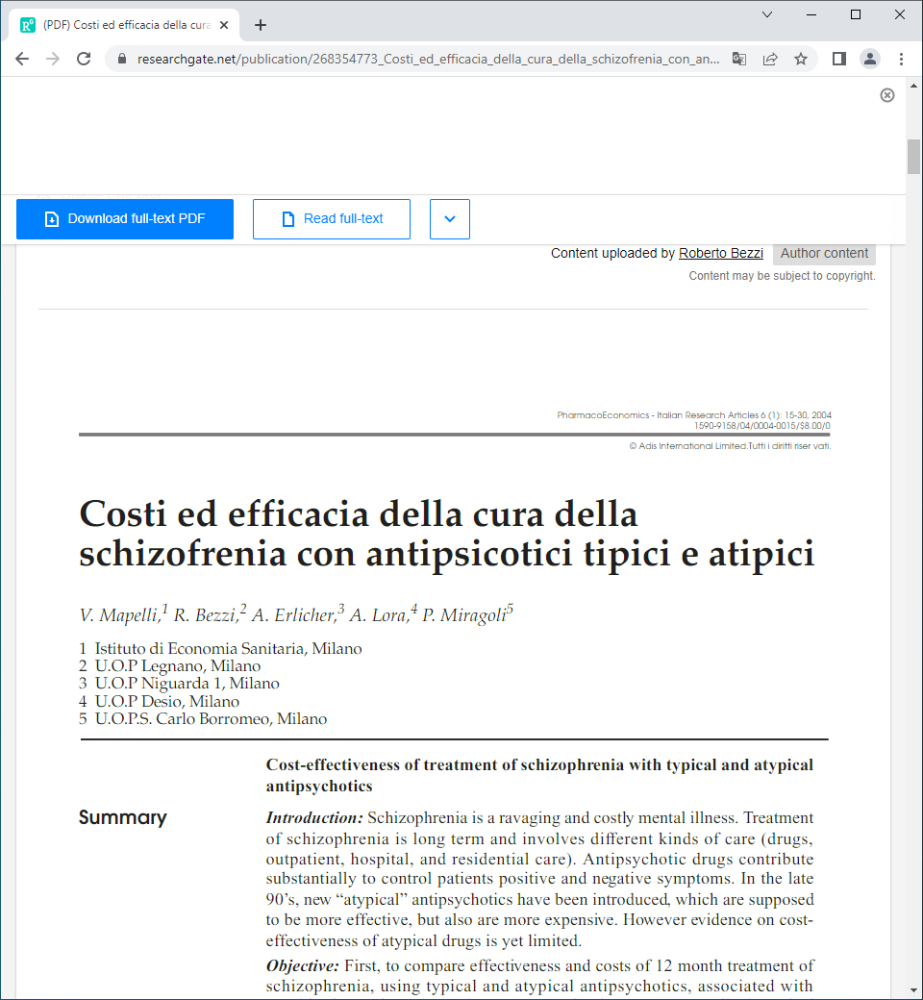 (PDF) Costi ed efficacia della cura
researchgate.net/publication/268354773_Costi_ed_efficacia_della_cura_della_schizofrenia_con_an...
Download full-text PDF
Read full-text
Content uploaded by Roberto Bezzi
Author content
Content may be subject to copyright.
PharmacoEconomics - Italian Research Articles 6 (1): 15-30, 2004
1590-9158/04/0004-0015/$8.00/0
© Adis International Limited.Tutti i diritti riser vati.
Costi ed efficacia della cura della
schizofrenia con antipsicotici tipici e atipici
V. Mapelli,1 R. Bezzi,2 A. Erlicher,3 A. Lora,4 P. Miragoli5
1 Istituto di Economia Sanitaria, Milano
2 U.O.P Legnano, Milano
3 U.O.P Niguarda 1, Milano
4 U.O.P Desio, Milano
5 U.O.P.S. Carlo Borromeo, Milano
Cost-effectiveness of treatment of schizophrenia with typical and atypical
antipsychotics
Summary
Introduction: Schizophrenia is a ravaging and costly mental illness. Treatment
of schizophrenia is long term and involves different kinds of care (drugs,
outpatient, hospital, and residential care). Antipsychotic drugs contribute
substantially to control patients positive and negative symptoms. In the late
90's, new “atypical” antipsychotics have been introduced, which are supposed
to be more effective, but also are more expensive. However evidence on cost-
effectiveness of atypical drugs is yet limited.
Objective: First, to compare effectiveness and costs of 12 month treatment of
schizophrenia, using typical and atypical antipsychotics, associated with